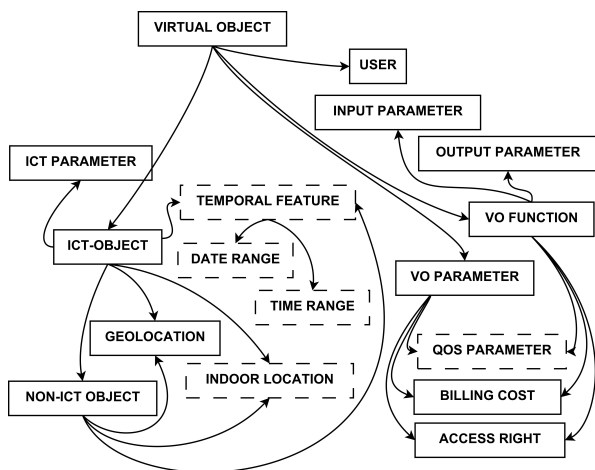 VIRTUAL OBJECT
USER
INPUT PARAMETER
ICT PARAMETER
OUTPUT PARAMETER
TEMPORAL FEATURE
VO FUNCTION
ICT-OBJECT
DATE RANGE
VO PARAMETER
TIME RANGE
GEOLOCATION
QOS PARAMETER
INDOOR LOCATION
NON-ICT OBJECT
BILLING COST
ACCESS RIGHT